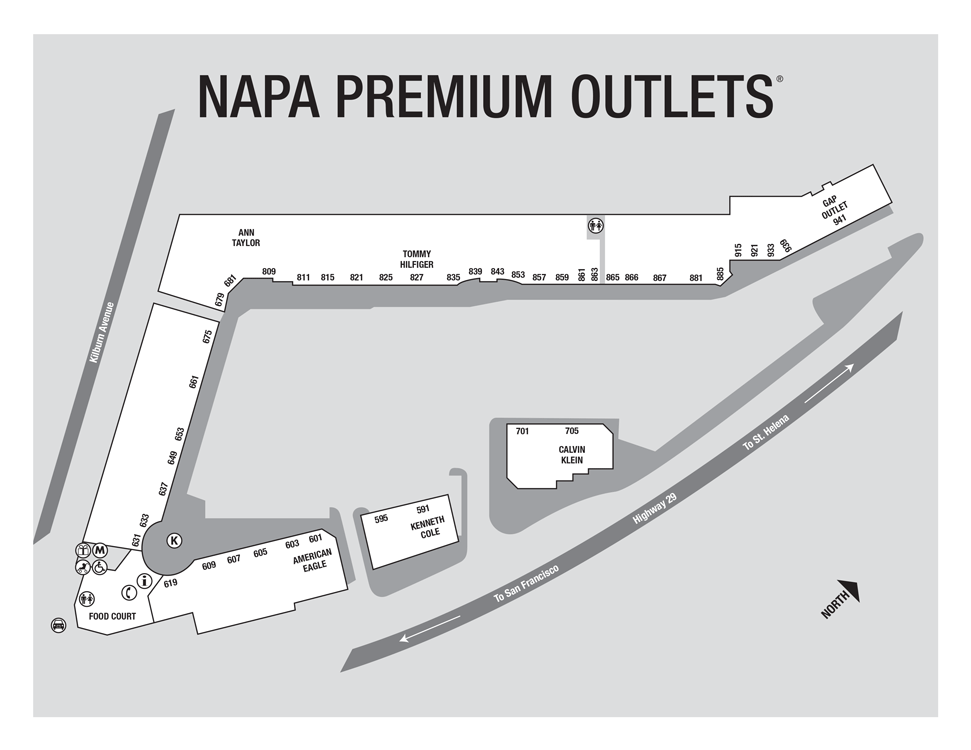 NAPA PREMIUM OUTLETS®
Kilburn Avenue
ANN
TAYLOR
TOMMY
HILFIGER
GAP
OUTLET
941
939
933
921
915
885
881
867
866
865
863
861
859
857
853
843
839
835
827
825
821
815
811
809
681
679
675
661
653
649
637
633
631
K
M
i
FOOD COURT
619
609
607
605
603
601
AMERICAN
EAGLE
595
591
KENNETH
COLE
701
705
CALVIN
KLEIN
To St. Helena
Highway 29
To San Francisco
NORTH